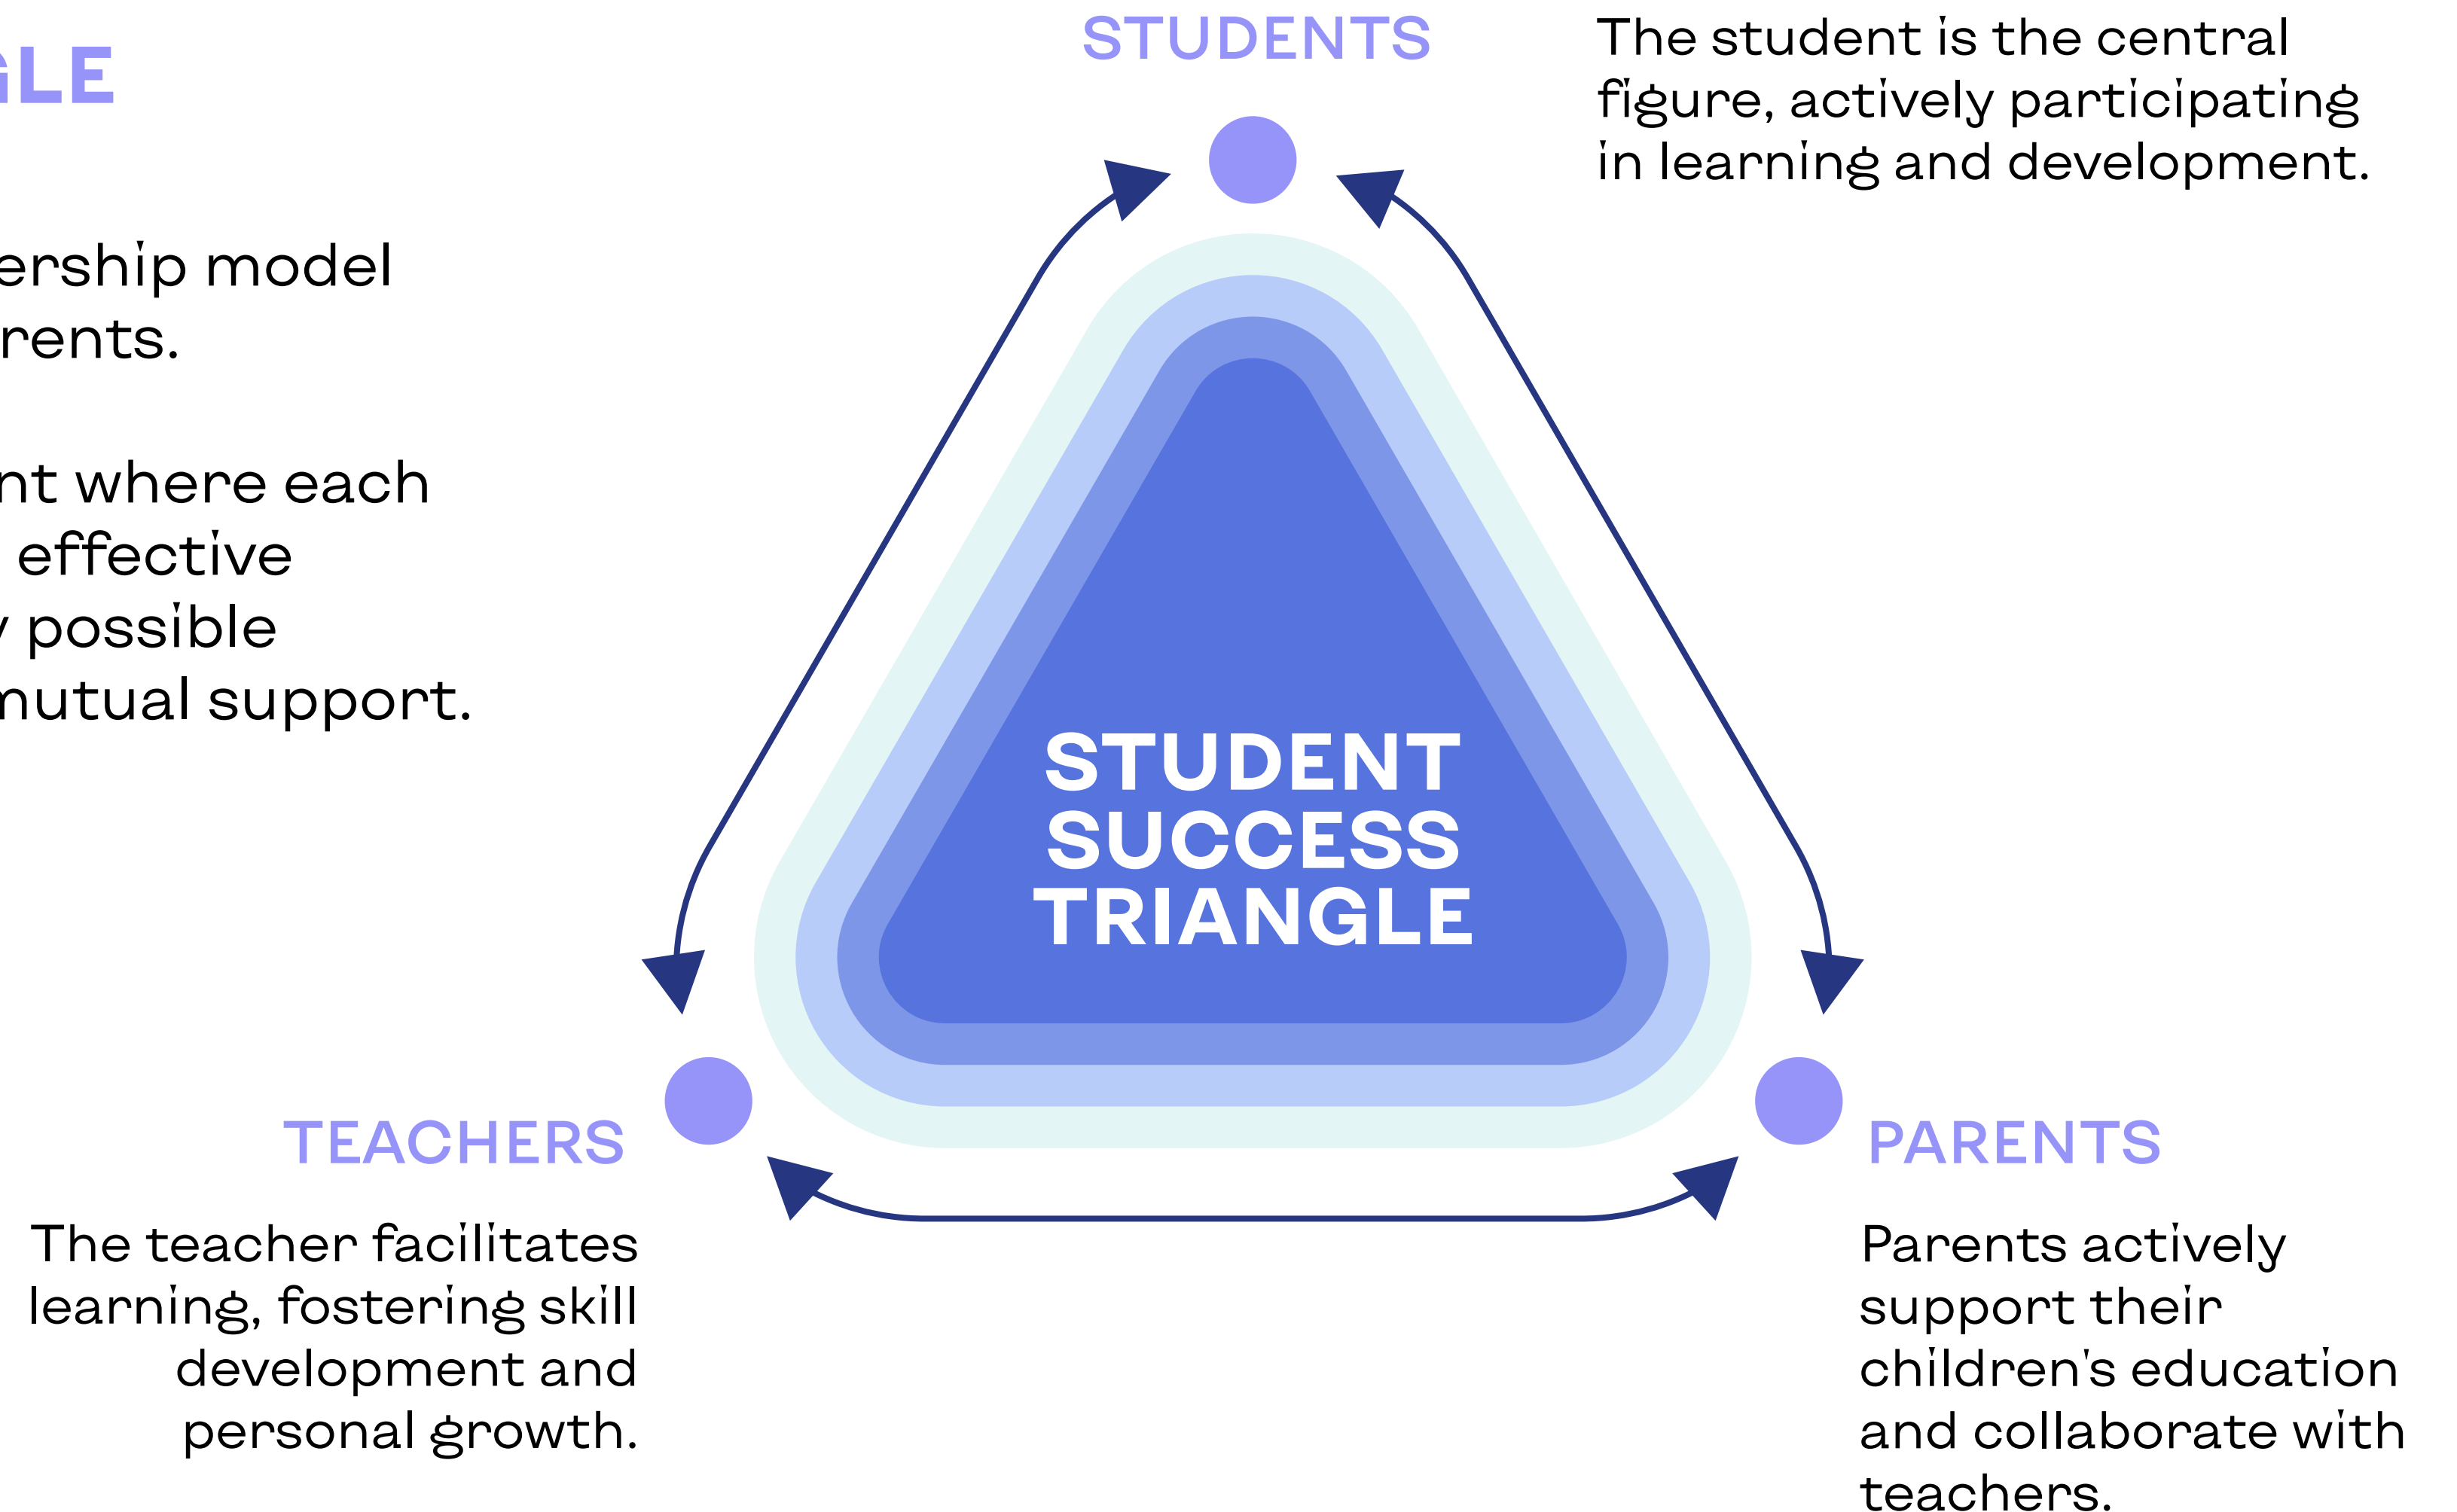 GLE
ership model
rents.
nt where each
effective
possible
mutual support.
STUDENTS
The student is the central
figure, actively participating
in learning and development.
STUDENT
SUCCESS
TRIANGLE
TEACHERS
The teacher facilitates
learning, fostering skill
development and
personal growth.
PARENTS
Parents actively
support their
children's education
and collaborate with
teachers.